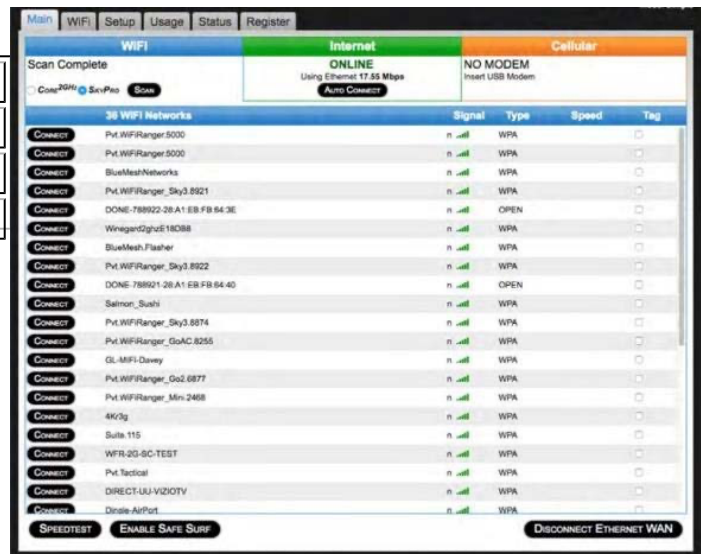 Main WiFi Setup Usage Status Register
WiFi Internet Cellular
Scan Complete ONLINE NO MODEM
Using Ethernet 17.55 Mbps Insert USB Modem
CORE 2GHz SKYPRO SCAN AUTO CONNECT
36 WiFi Networks Signal Type Speed Tag
CONNECT Pvt.WiFiRanger.5000 n WPA
CONNECT Pvt.WiFiRanger.5000 n WPA
CONNECT BlueMeshNetworks n WPA
CONNECT Pvt.WiFiRanger_Sky3.8921 n WPA
CONNECT DONE-788922-28:A1:EB:FB:64:3E n OPEN
CONNECT Winegard2ghzE18DB8 n WPA
CONNECT BlueMesh.Flasher n WPA
CONNECT Pvt.WiFiRanger_Sky3.8922 n WPA
CONNECT DONE-788921-28:A1:EB:FB:64:40 n OPEN
CONNECT Salmon_Sushi n WPA
CONNECT Pvt.WiFiRanger_Sky3.8874 n WPA
CONNECT Pvt.WiFiRanger_GoAC.8255 n WPA
CONNECT GL-MIFI-Davey n WPA
CONNECT Pvt.WiFiRanger_Go2.6877 n WPA
CONNECT Pvt.WiFiRanger_Mini.2468 n WPA
CONNECT 4Kr3g n WPA
CONNECT Suite.115 n WPA
CONNECT WFR-2G-SC-TEST n WPA
CONNECT Pvt.Tactical n WPA
CONNECT DIRECT-UU-VIZIOTV n WPA
CONNECT Dingle-AirPort n WPA
SPEEDTEST ENABLE SAFE SURF DISCONNECT ETHERNET WAN